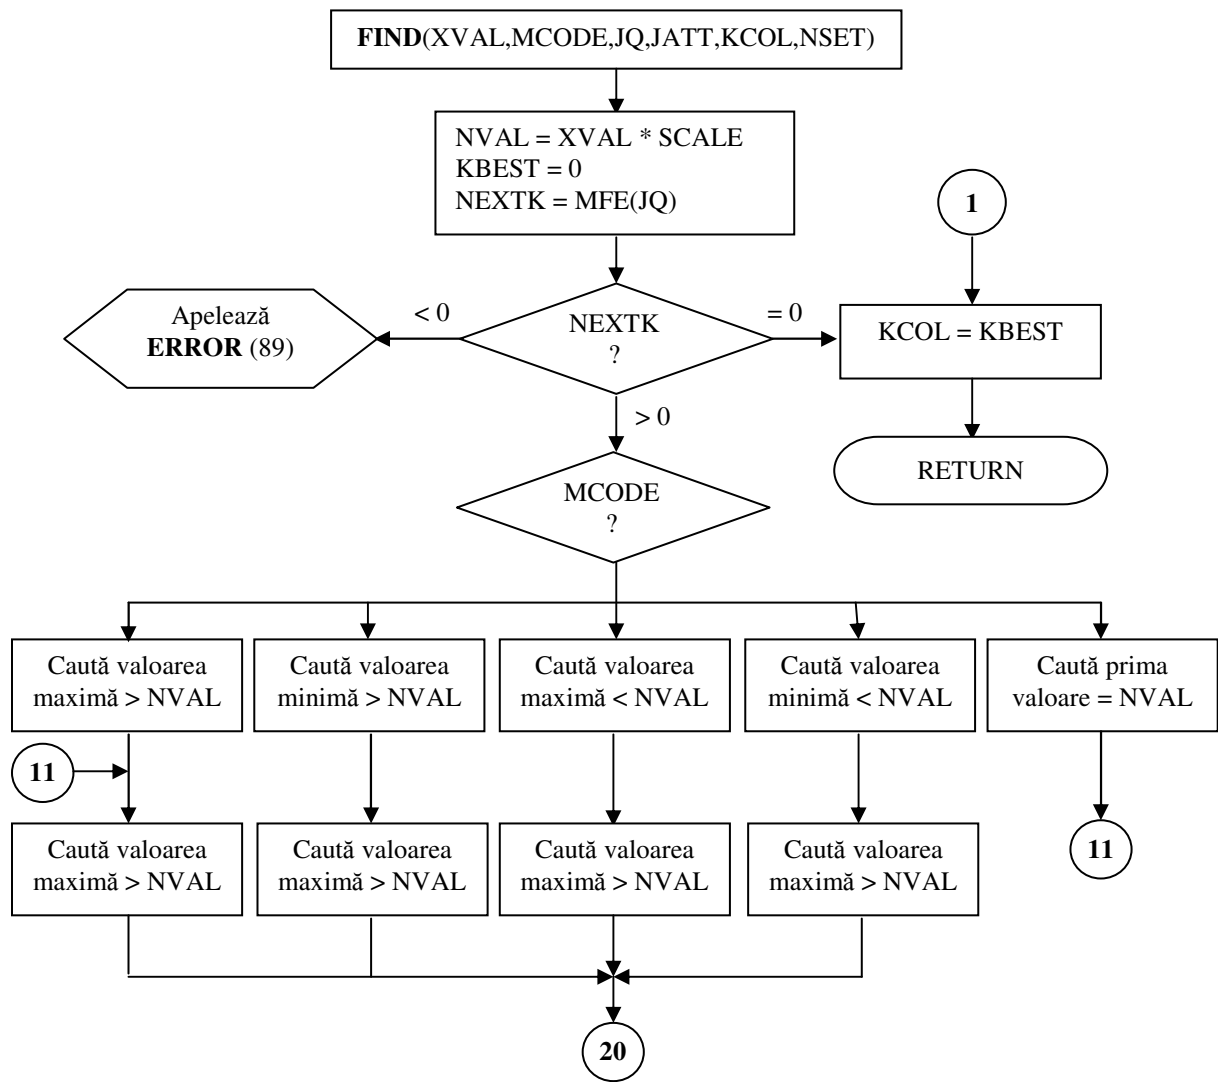 FIND(XVAL,MCODE,JQ,JATT,KCOL,NSET)
NVAL = XVAL * SCALE
KBEST = 0
NEXTK = MFE(JQ)
1
Apelează
ERROR (89)
< 0
NEXTK
?
= 0
KCOL = KBEST
> 0
RETURN
MCODE
?
Caută valoarea
maximă > NVAL
Caută valoarea
minimă > NVAL
Caută valoarea
maximă < NVAL
Caută valoarea
minimă < NVAL
Caută prima
valoare = NVAL
11
Caută valoarea
maximă > NVAL
Caută valoarea
maximă > NVAL
Caută valoarea
maximă > NVAL
Caută valoarea
maximă > NVAL
11
20